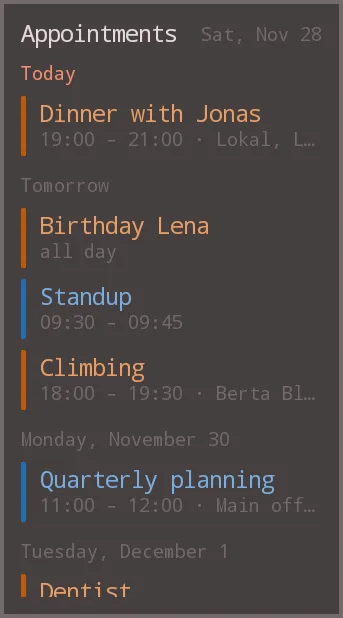 Appointments Sat, Nov 28
Today
Dinner with Jonas
19:00 – 21:00 · Lokal, L…
Tomorrow
Birthday Lena
all day
Standup
09:30 – 09:45
Climbing
18:00 – 19:30 · Berta Bl…
Monday, November 30
Quarterly planning
11:00 – 12:00 · Main off…
Tuesday, December 1
Dentist